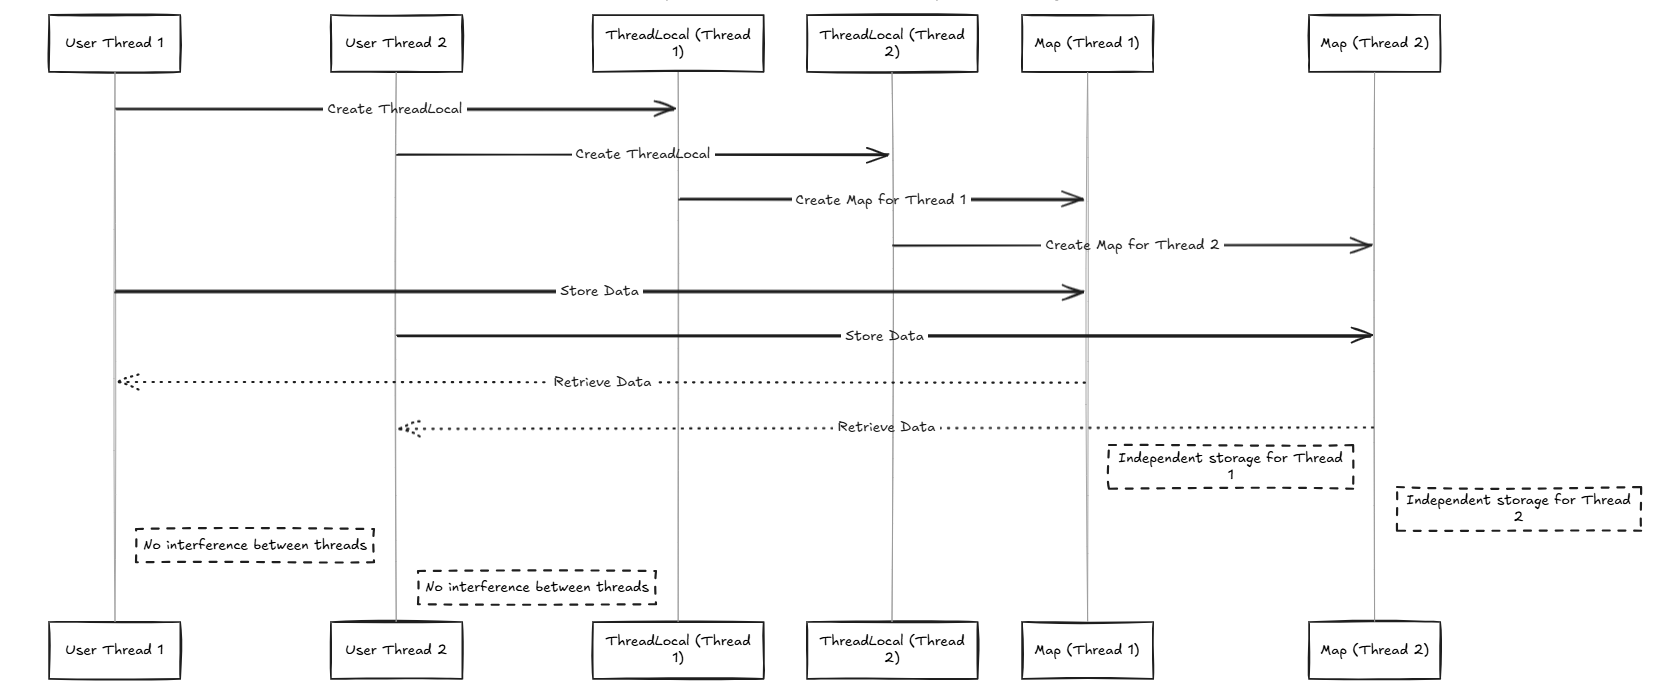 User Thread 1
User Thread 2
ThreadLocal (Thread
1)
ThreadLocal (Thread
2)
Map (Thread 1)
Map (Thread 2)
Create ThreadLocal
Create ThreadLocal
Create Map for Thread 1
Create Map for Thread 2
Store Data
Store Data
Retrieve Data
Retrieve Data
Independent storage for Thread
1
Independent storage for Thread
2
No interference between threads
No interference between threads
User Thread 1
User Thread 2
ThreadLocal (Thread
1)
ThreadLocal (Thread
2)
Map (Thread 1)
Map (Thread 2)